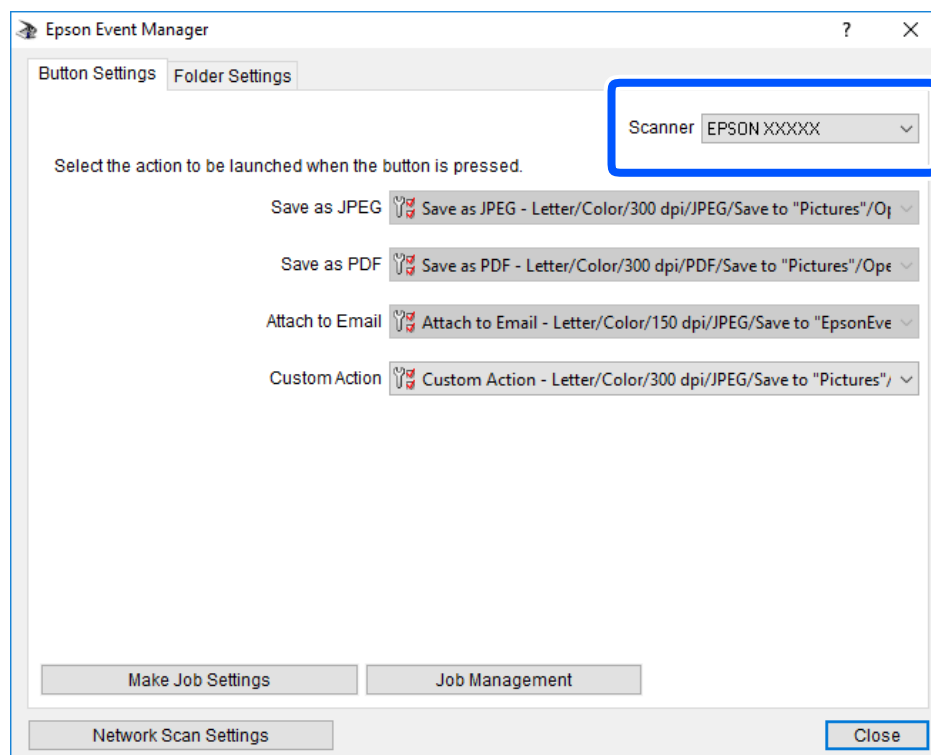 Epson Event Manager
Button Settings Folder Settings
Scanner EPSON XXXXX
Select the action to be launched when the button is pressed.
Save as JPEG Save as JPEG - Letter/Color/300 dpi/JPEG/Save to "Pictures"/Op
Save as PDF Save as PDF - Letter/Color/300 dpi/PDF/Save to "Pictures"/Ope
Attach to Email Attach to Email - Letter/Color/150 dpi/JPEG/Save to "EpsonEve
Custom Action Custom Action - Letter/Color/300 dpi/JPEG/Save to "Pictures"/
Make Job Settings Job Management
Network Scan Settings Close